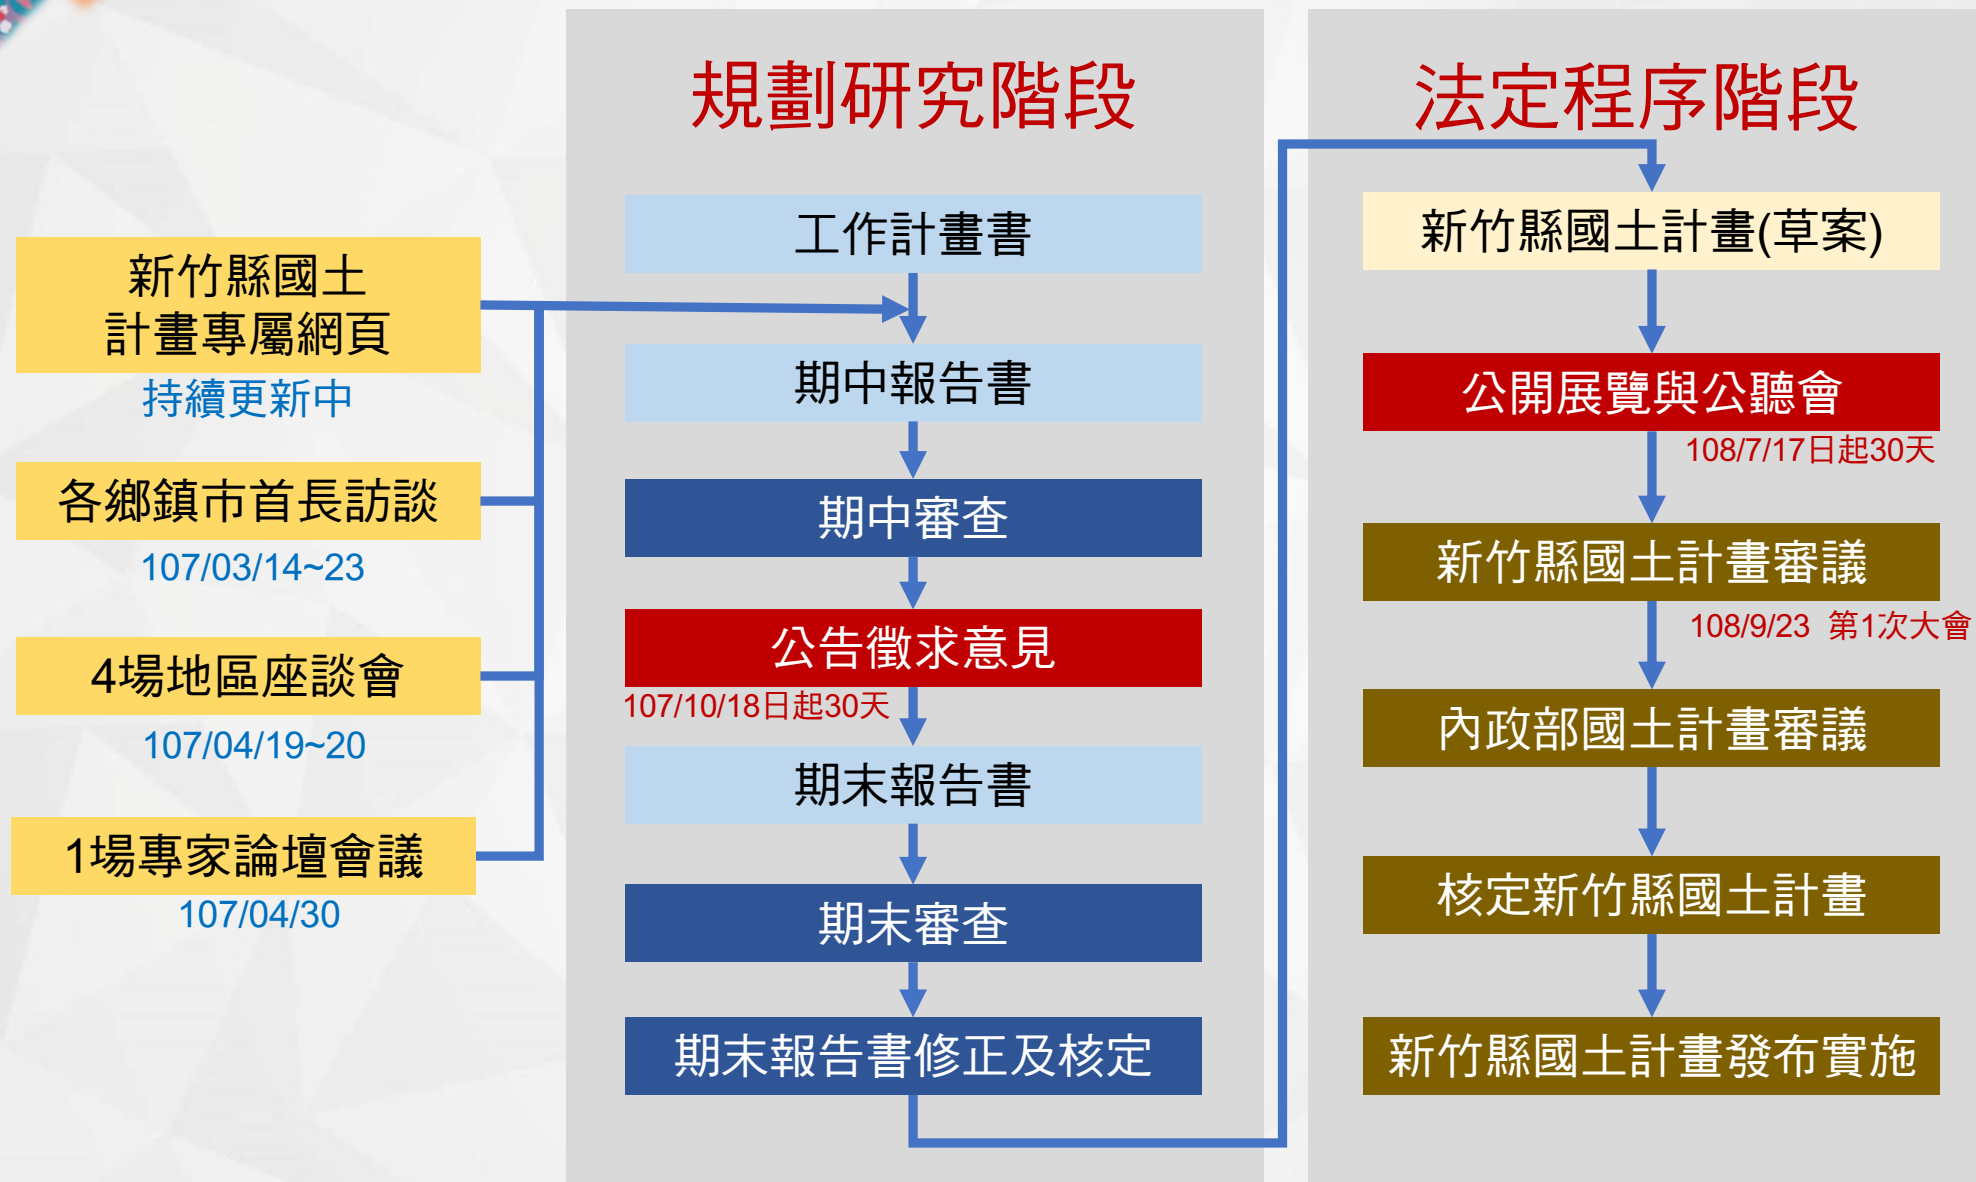 新竹縣國土
計畫專屬網頁
持續更新中
各鄉鎮市首長訪談
107/03/14~23
4場地區座談會
107/04/19~20
1場專家論壇會議
107/04/30
規劃研究階段
工作計畫書
期中報告書
期中審查
公告徵求意見
107/10/18日起30天
期末報告書
期末審查
期末報告書修正及核定
法定程序階段
新竹縣國土計畫(草案)
公開展覽與公聽會
108/7/17日起30天
新竹縣國土計畫審議
108/9/23 第1次大會
內政部國土計畫審議
核定新竹縣國土計畫
新竹縣國土計畫發布實施